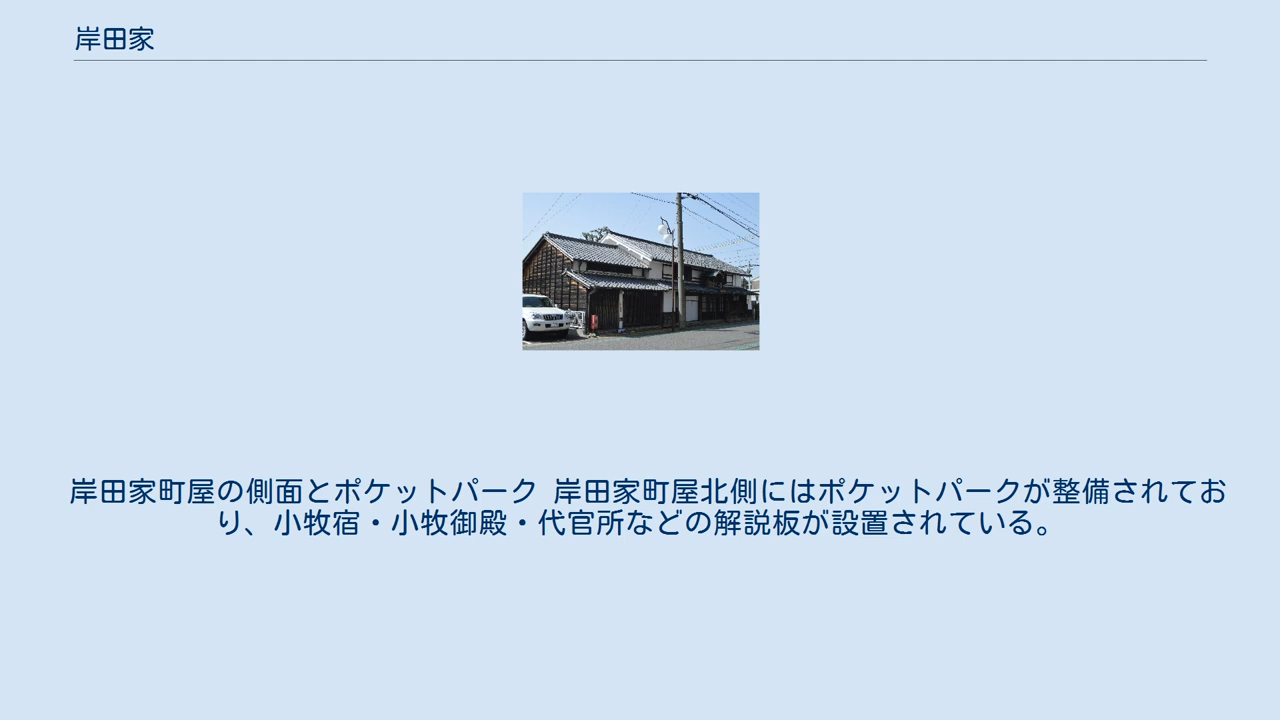 岸田家
岸田家町屋の側面とポケットパーク 岸田家町屋北側にはポケットパークが整備されてお
り、小牧宿・小牧御殿・代官所などの解説板が設置されている。